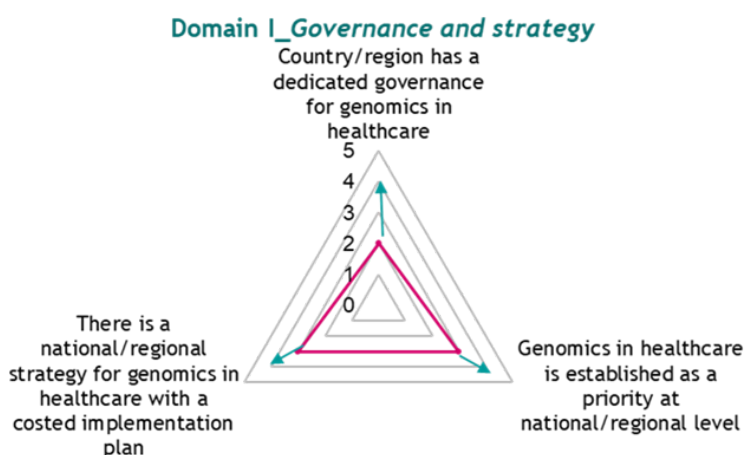 Domain I_Governance and strategy
Country/region has a
dedicated governance
for genomics in
healthcare
5
4
3
2
1
0
There is a
national/regional
strategy for genomics in
healthcare with a
costed implementation
plan
Genomics in healthcare
is established as a
priority at
national/regional level